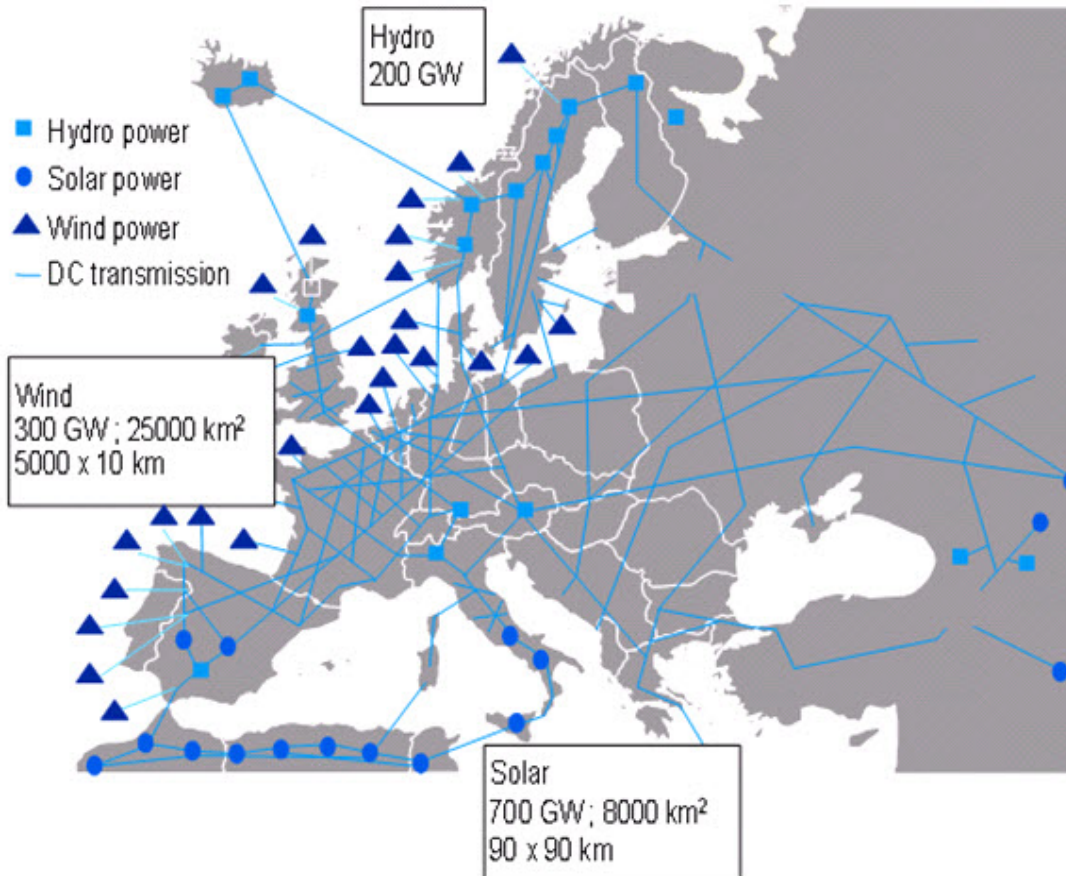 Hydro
200 GW
Hydro power
Solar power
Wind power
DC transmission
Wind
300 GW; 25000 km²
5000 x 10 km
Solar
700 GW; 8000 km²
90 x 90 km